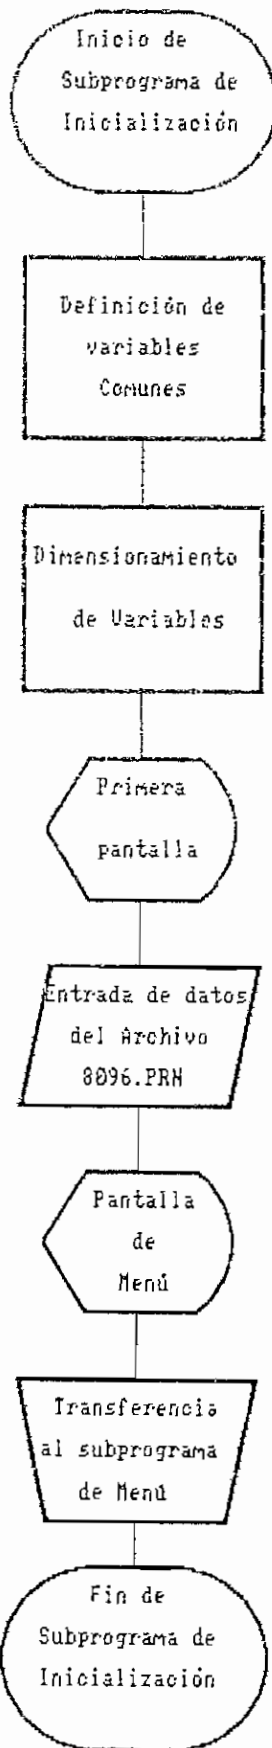 Inicio de
Subprograma de
Inicialización
Definición de
variables
Comunes
Dimensionamiento
de Variables
Primera
pantalla
Entrada de datos
del Archivo
8096.PRN
Pantalla
de
Menú
Transferencia
al subprograma
de Menú
Fin de
Subprograma de
Inicialización